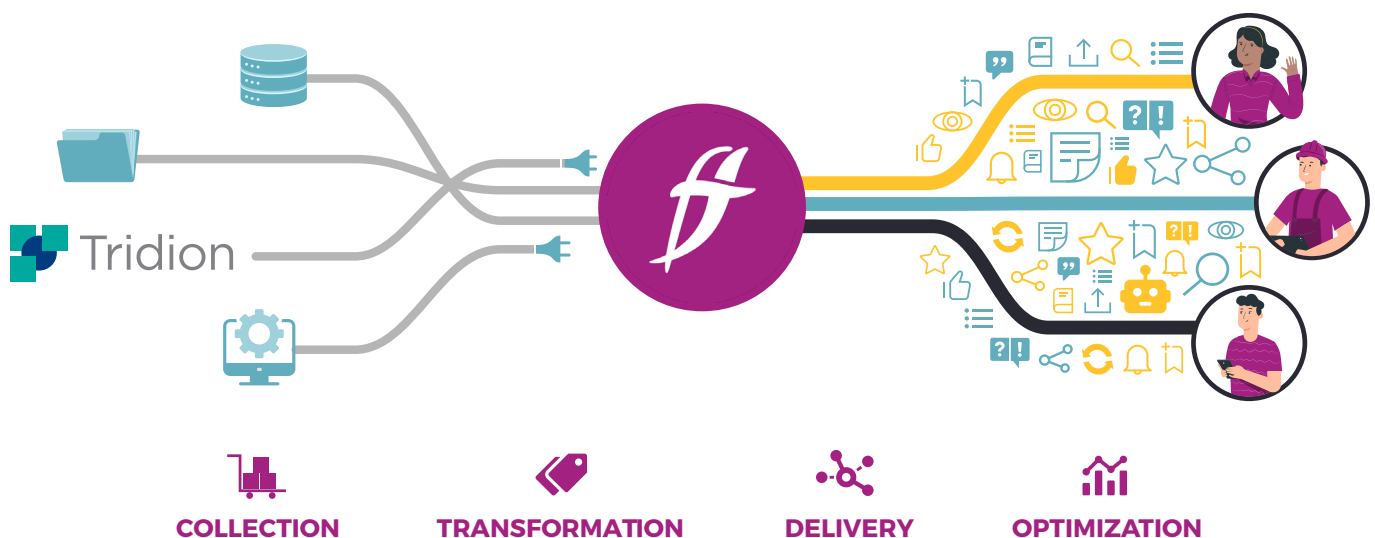 Tridion
COLLECTION
TRANSFORMATION
DELIVERY
OPTIMIZATION